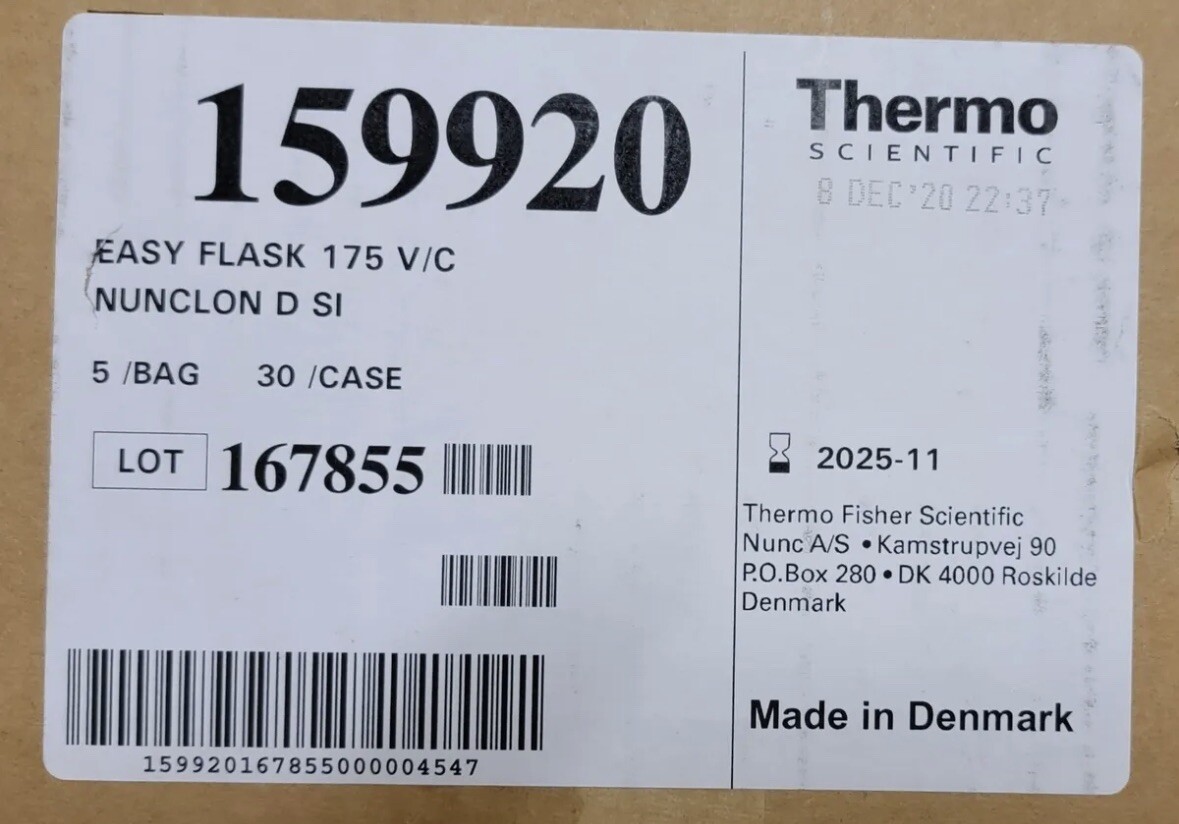 159920
EASY FLASK 175 V/C
NUNCLON D SI
5 /BAG 30 /CASE
LOT 167855
159920167855000004547
Thermo
SCIENTIFIC
8 DEC'20 22:37
2025-11
Thermo Fisher Scientific
Nunc A/S • Kamstrupvej 90
P.O.Box 280 • DK 4000 Roskilde
Denmark
Made in Denmark